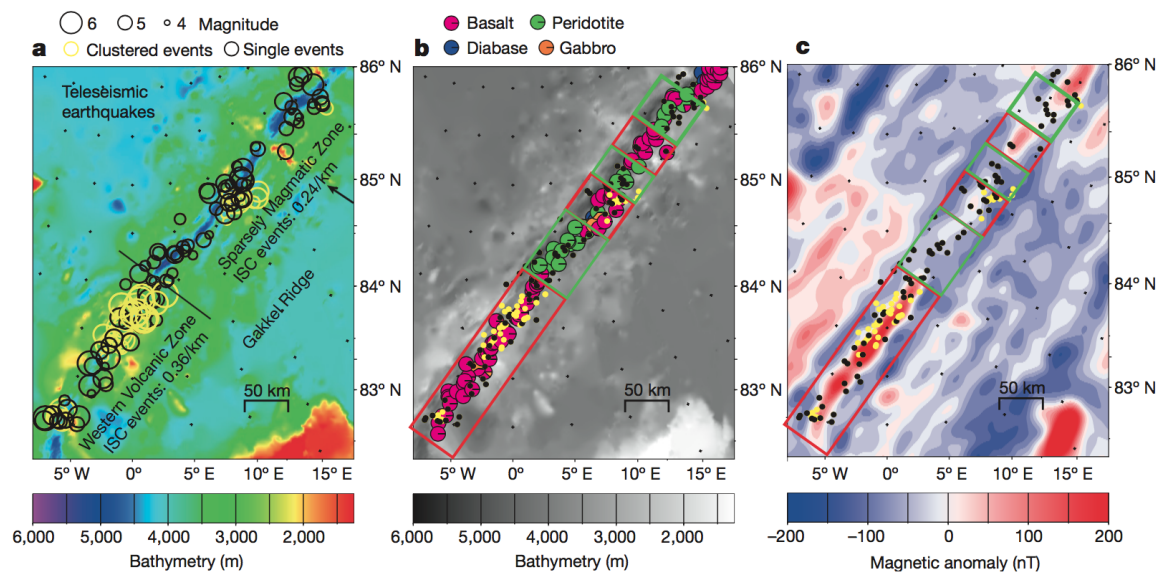 6 5 4 Magnitude
a Clustered events Single events
Teleseismic
earthquakes
Sparsely Magmatic Zone
ISC events: 0.24/km
Gakkel Ridge
Western Volcanic Zone
ISC events: 0.36/km
50 km
86° N
85° N
84° N
83° N
5° W 0° 5° E 10° E 15° E
6,000 5,000 4,000 3,000 2,000
Bathymetry (m)
Basalt Peridotite
b Diabase Gabbro
50 km
86° N
85° N
84° N
83° N
5° W 0° 5° E 10° E 15° E
6,000 5,000 4,000 3,000 2,000
Bathymetry (m)
c
50 km
86° N
85° N
84° N
83° N
5° W 0° 5° E 10° E 15° E
−200 −100 0 100 200
Magnetic anomaly (nT)